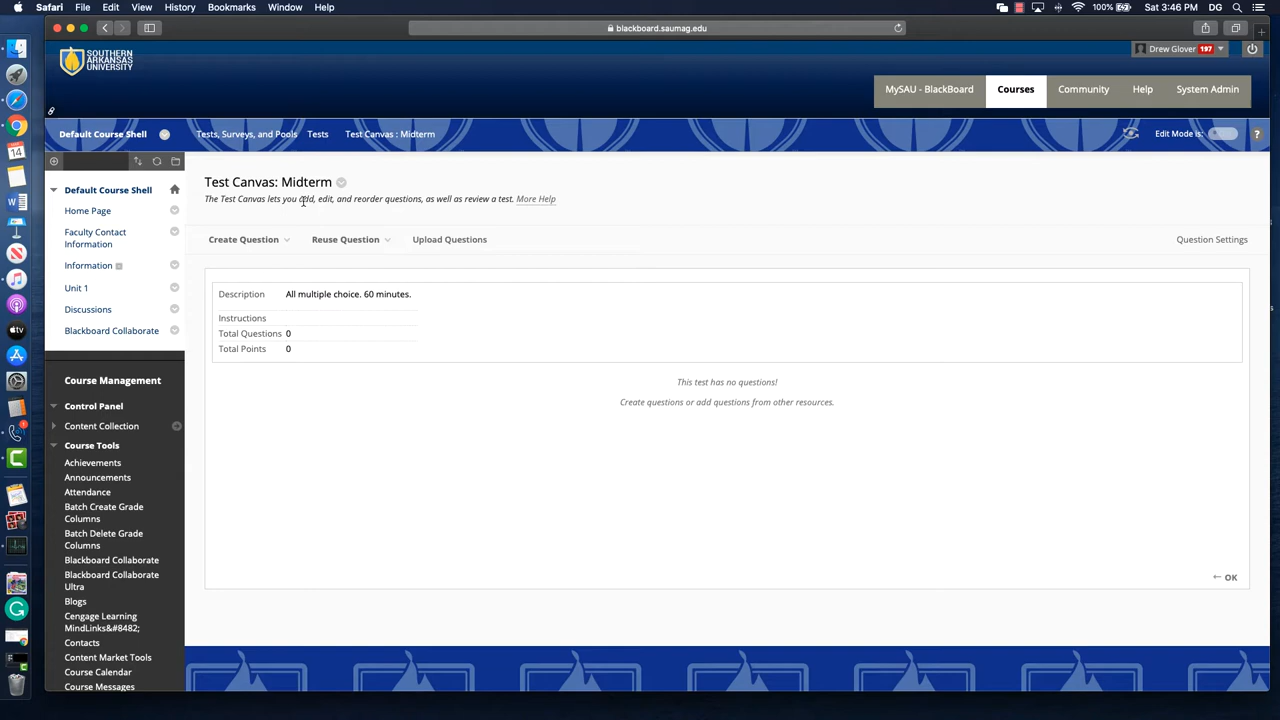 Safari File Edit View History Bookmarks Window Help
100% Sat 3:46 PM DG
blackboard.saumag.edu
SOUTHERN
ARKANSAS
UNIVERSITY
Drew Glover 197
MySAU - BlackBoard Courses Community Help System Admin
Default Course Shell Tests, Surveys, and Pools Tests Test Canvas : Midterm Edit Mode is:
?
Default Course Shell
Home Page
Faculty Contact
Information
Information
Unit 1
Discussions
Blackboard Collaborate
Course Management
Control Panel
Content Collection
Course Tools
Achievements
Announcements
Attendance
Batch Create Grade
Columns
Batch Delete Grade
Columns
Blackboard Collaborate
Blackboard Collaborate
Ultra
Blogs
Cengage Learning
MindLinks&#8482;
Contacts
Content Market Tools
Course Calendar
Course Messages
Test Canvas: Midterm
The Test Canvas lets you add, edit, and reorder questions, as well as review a test. More Help
Create Question Reuse Question Upload Questions Question Settings
Description All multiple choice. 60 minutes.
Instructions
Total Questions 0
Total Points 0
This test has no questions!
Create questions or add questions from other resources.
← OK
14
tv